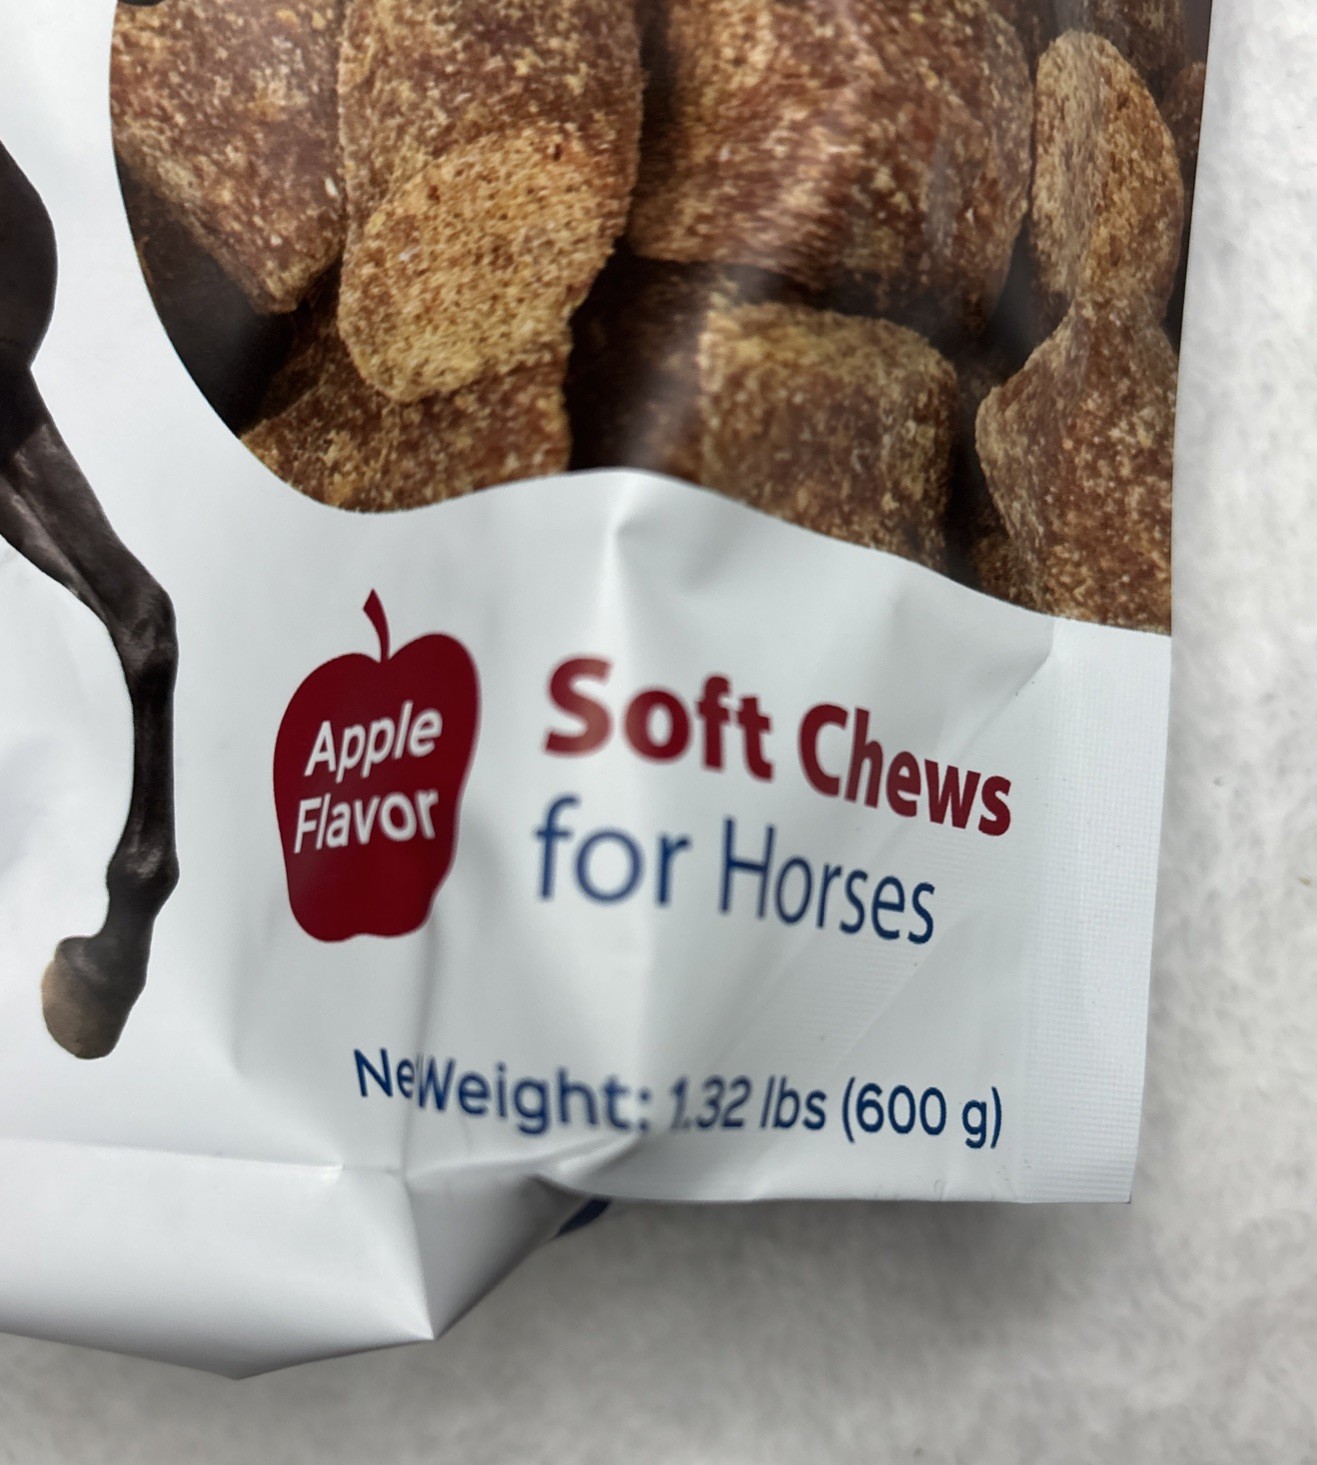 Apple
Flavor
Soft Chews
for Horses
Net Weight: 1.32 lbs (600 g)